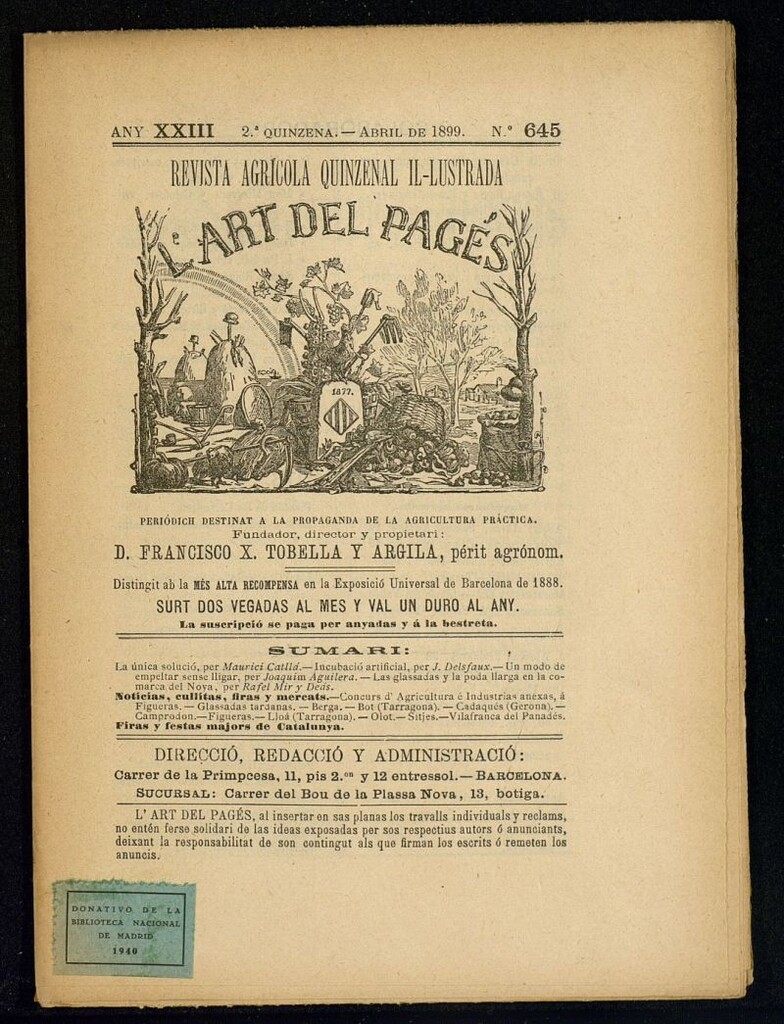 ANY XXIII 2.ª QUINZENA. — ABRIL DE 1899. N.º 645
REVISTA AGRÍCOLA QUINZENAL IL-LUSTRADA
L'ART DEL PAGÉS
1877.
PERIÓDICH DESTINAT A LA PROPAGANDA DE LA AGRICULTURA PRÁCTICA.
Fundador, director y propietari:
D. FRANCISCO X. TOBELLA Y ARGILA, périt agrónom.
Distingit ab la MÉS ALTA RECOMPENSA en la Exposició Universal de Barcelona de 1888.
SURT DOS VEGADAS AL MES Y VAL UN DURO AL ANY.
La suscripció se paga per anyadas y á la bestreta.
SUMARI:
La única solució, per Maurici Catllá.—Incubació artificial, per J. Delsfaux.—Un modo de
empeltar sense lligar, per Joaquim Aguilera. — Las glassadas y la poda llarga en la co-
marca del Noya, per Rafel Mir y Deás.
Noticias, cullitas, firas y mercats.—Concurs d' Agricultura é Industrias anexas, á
Figueras. — Glassadas tardanas. — Berga. — Bot (Tarragona). — Cadaqués (Gerona). —
Camprodon.—Figueras.— Lloá (Tarragona). — Olot.— Sitjes.—Vilafranca del Panadés.
Firas y festas majors de Catalunya.
DIRECCIÓ, REDACCIÓ Y ADMINISTRACIÓ:
Carrer de la Primpcesa, 11, pis 2.on y 12 entressol.—BARCELONA.
SUCURSAL: Carrer del Bou de la Plassa Nova, 13, botiga.
L' ART DEL PAGÉS, al insertar en sas planas los travalls individuals y reclams,
no entén ferse solidari de las ideas exposadas per sos respectius autors ó anunciants,
deixant la responsabilitat de son contingut als que firman los escrits ó remeten los
anuncis.
DONATIVO DE LA
BIBLIOTECA NACIONAL
DE MADRID
1940